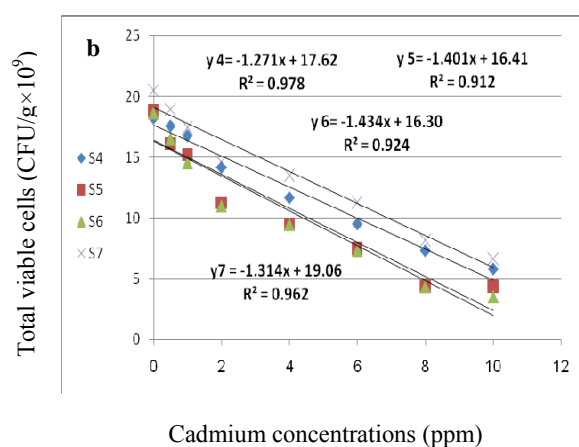 b
y 4= -1.271x + 17.62
R² = 0.978
y 5= -1.401x + 16.41
R² = 0.912
y 6= -1.434x + 16.30
R² = 0.924
y7= -1.314x + 19.06
R² = 0.962
S4
S5
S6
S7
25
20
15
10
5
0
0 2 4 6 8 10 12
Total viable cells (CFU/g×10⁹)
Cadmium concentrations (ppm)